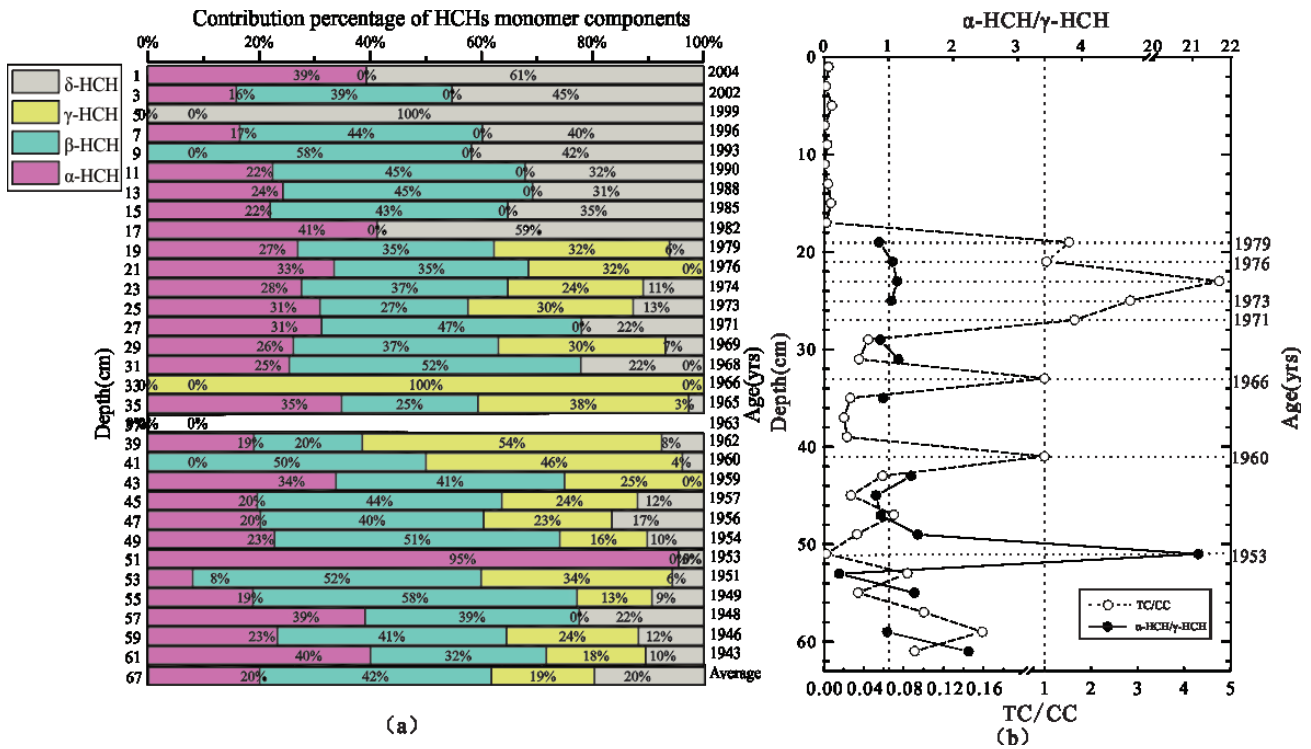 Contribution percentage of HCHs monomer components
0% 20% 40% 60% 80% 100%
δ-HCH
γ-HCH
β-HCH
α-HCH
Depth(cm)
Age(yrs)
1 39% 0% 61% 2004
3 16% 39% 0% 45% 2002
0% 100% 1999
7 17% 44% 0% 40% 1996
9 0% 58% 0% 42% 1993
11 22% 45% 0% 32% 1990
13 24% 45% 0% 31% 1988
15 22% 43% 0% 35% 1985
17 41% 0% 59% 1982
19 27% 35% 32% 6% 1979
21 33% 35% 32% 0% 1976
23 28% 37% 24% 11% 1974
25 31% 27% 30% 13% 1973
27 31% 47% 0% 22% 1971
29 26% 37% 30% 7% 1969
31 25% 52% 22% 0% 1968
33 0% 100% 0% 1966
35 35% 25% 38% 3% 1965
0% 1963
39 19% 20% 54% 8% 1962
41 0% 50% 46% 4% 1960
43 34% 41% 25% 0% 1959
45 20% 44% 24% 12% 1957
47 20% 40% 23% 17% 1956
49 23% 51% 16% 10% 1954
51 95% 0% 1953
53 8% 52% 34% 6% 1951
55 19% 58% 13% 9% 1949
57 39% 39% 0% 22% 1948
59 23% 41% 24% 12% 1946
61 40% 32% 18% 10% 1943
67 20% 42% 19% 20% Average
(a)
α-HCH/γ-HCH
0 1 2 3 4 20 21 22
0
10
20
30
40
50
60
Depth(cm)
1979
1976
1973
1971
1966
1960
1953
Age(yrs)
TC/CC
α-HCH/γ-HCH
0.00 0.04 0.08 0.12 0.16 1 2 3 4 5
TC/CC
(b)